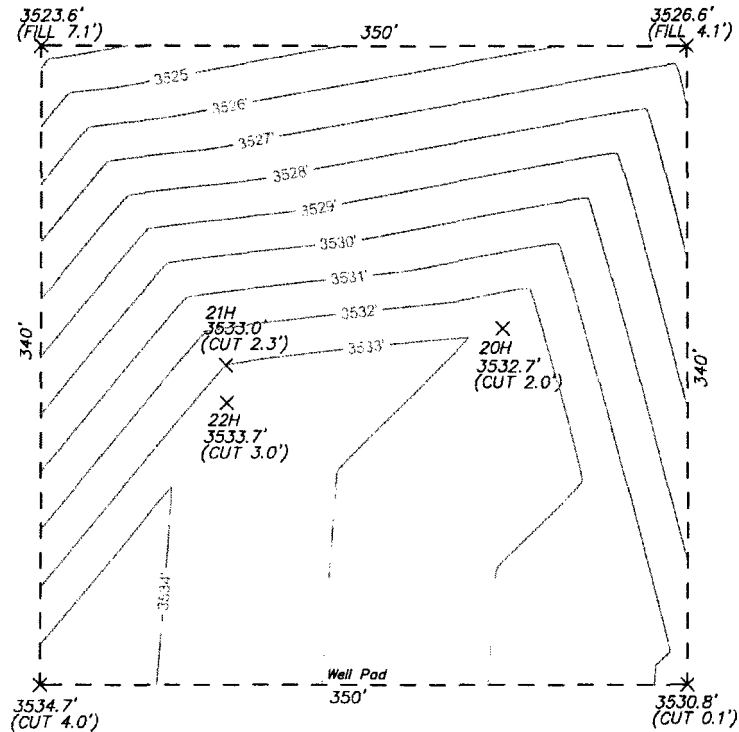 3523.6'
(FILL 7.1')
350'
3526.6'
(FILL 4.1')
3525
3526'
3527'
3528'
3529'
3530'
3531'
3532'
3533'
21H
3533.0'
(CUT 2.3')
20H
3532.7'
(CUT 2.0')
22H
3533.7'
(CUT 3.0')
340'
340'
3534'
Well Pad
3534.7'
(CUT 4.0')
350'
3530.8'
(CUT 0.1')